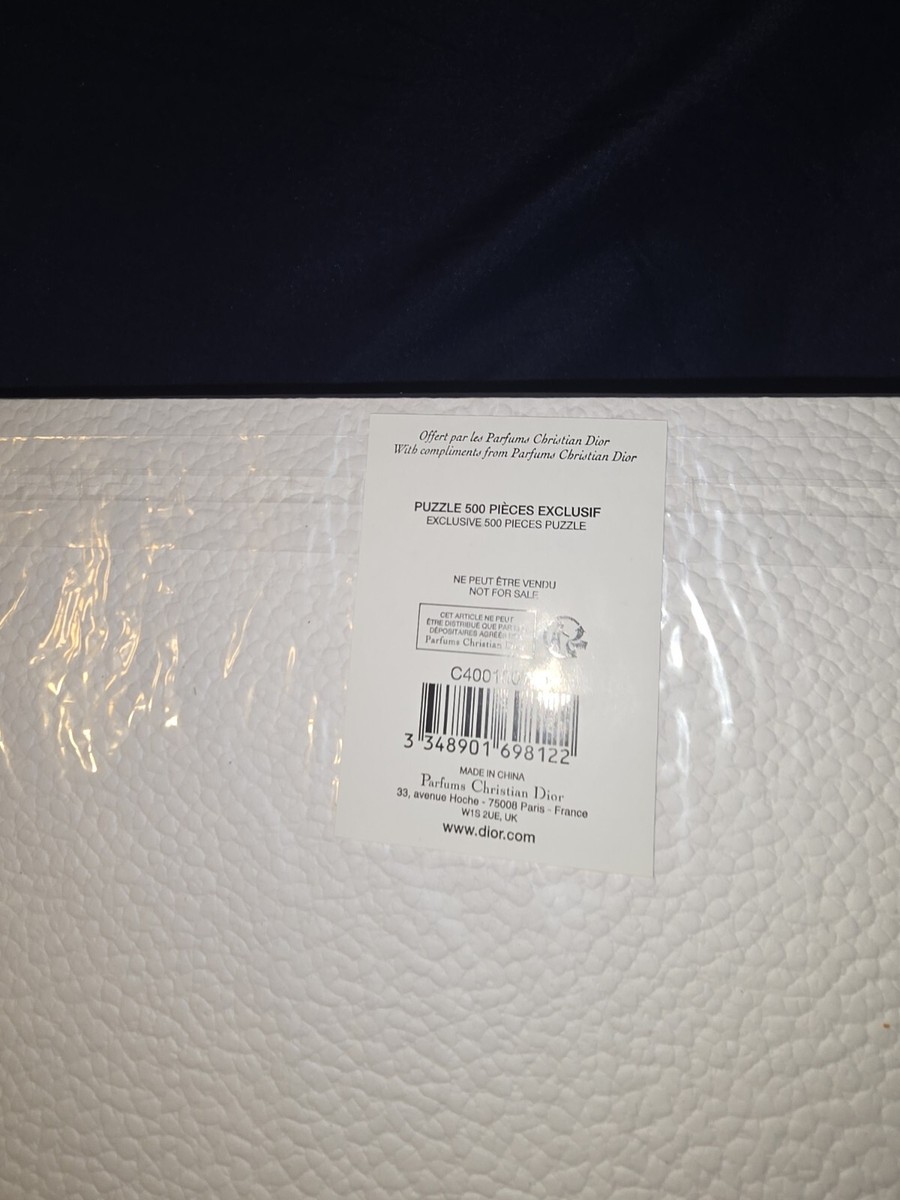 Offert par les Parfums Christian Dior
With compliments from Parfums Christian Dior
PUZZLE 500 PIÈCES EXCLUSIF
EXCLUSIVE 500 PIECES PUZZLE
NE PEUT ÊTRE VENDU
NOT FOR SALE
CET ARTICLE NE PEUT
ÊTRE DISTRIBUÉ QUE PAR
DÉPOSITAIRES AGRÉÉS
Parfums Christian
3 348901 698122
MADE IN CHINA
Parfums Christian Dior
33, avenue Hoche - 75008 Paris - France
W1S 2UE, UK
www.dior.com